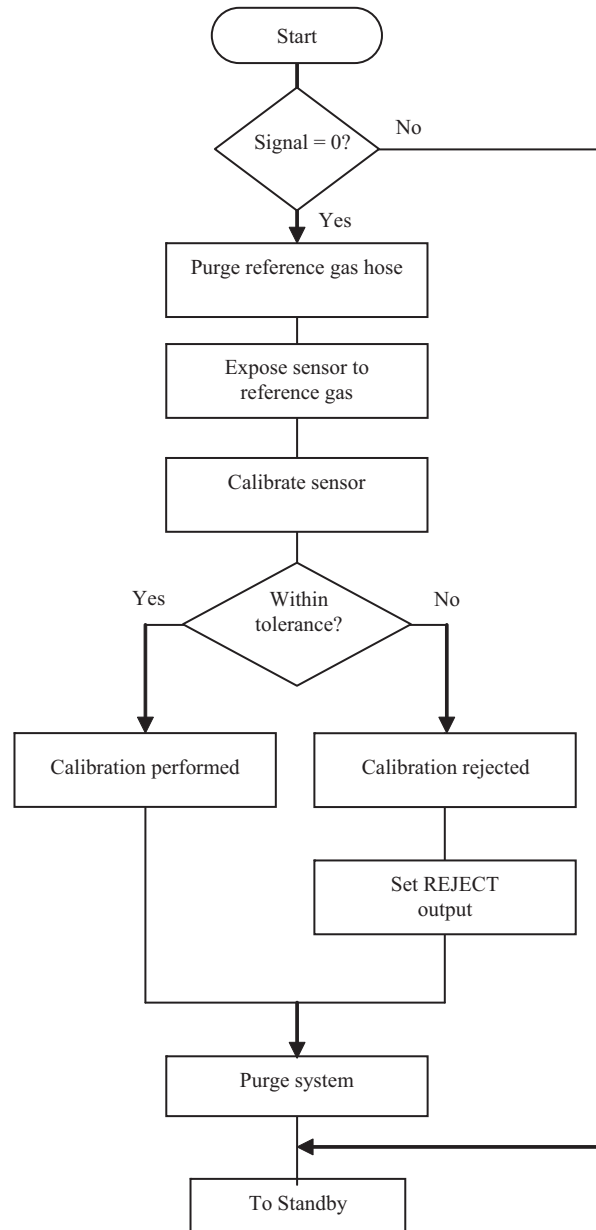 Start
Signal = 0?
No
Yes
Purge reference gas hose
Expose sensor to
reference gas
Calibrate sensor
Yes
Within
tolerance?
No
Calibration performed
Calibration rejected
Set REJECT
output
Purge system
To Standby